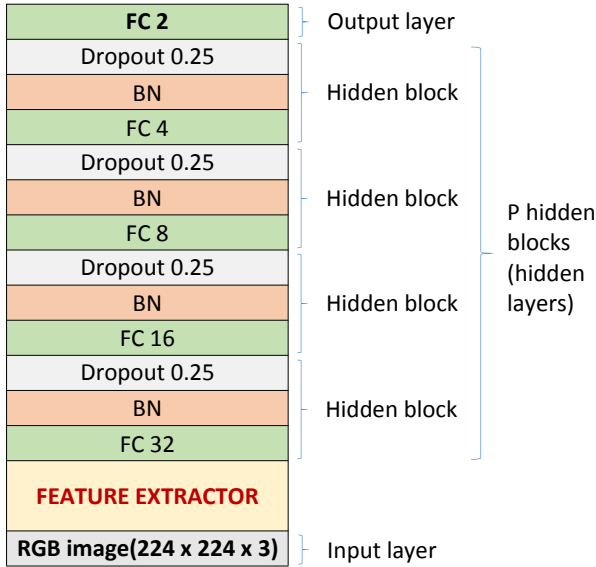 FC 2
Output layer
Dropout 0.25
BN
Hidden block
FC 4
Dropout 0.25
BN
Hidden block
FC 8
P hidden
blocks
(hidden
layers)
Dropout 0.25
BN
Hidden block
FC 16
Dropout 0.25
BN
Hidden block
FC 32
FEATURE EXTRACTOR
RGB image(224 x 224 x 3)
Input layer